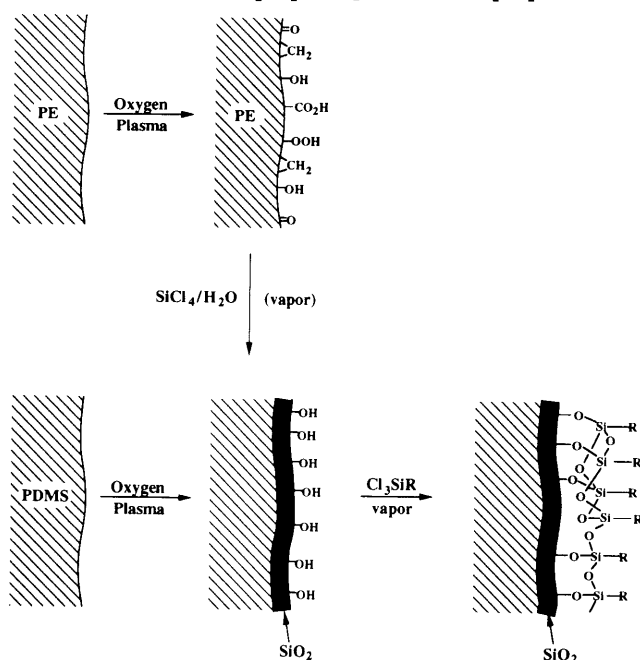 PE
Oxygen
Plasma
PE
=O
CH₂
-OH
-CO₂H
-OOH
CH₂
-OH
=O
SiCl₄/H₂O (vapor)
PDMS
Oxygen
Plasma
-OH
-OH
-OH
-OH
-OH
-OH
-OH
SiO₂
Cl₃SiR
vapor
-O Si-R
O
-O O Si-R
O
-O Si-R
O
O Si-R
O
-O-Si-R
O
-O-Si-R
SiO₂